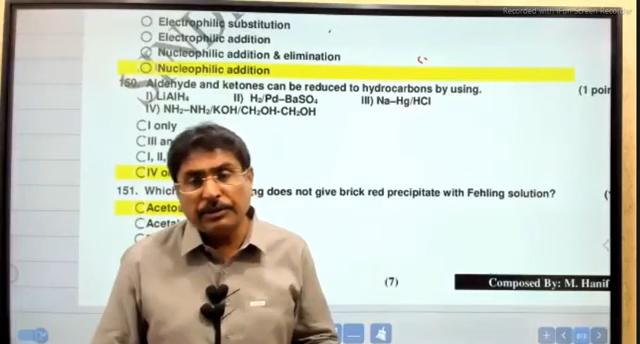 Recorded with iFun Screen Recorder
Electrophilic substitution
Electrophilic addition
Nucleophilic addition & elimination
Nucleophilic addition
150. Aldehyde and ketones can be reduced to hydrocarbons by using. (1 poin
I) LiAlH₄ II) H₂/Pd–BaSO₄ III) Na–Hg/HCl
IV) NH₂–NH₂/KOH/CH₂OH-CH₂OH
I only
III an
I, II,
IV o
151. Which ng does not give brick red precipitate with Fehling solution? (
Aceto
Aceta
(7) Composed By: M. Hanif